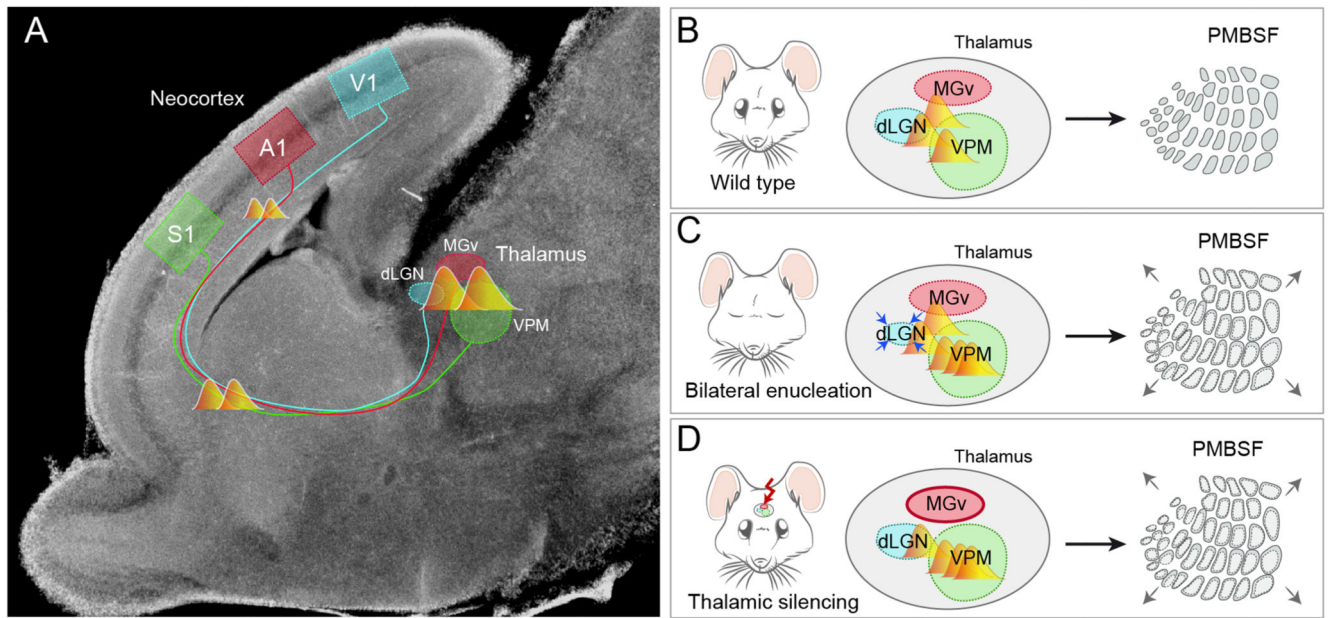 A
Neocortex
V1
A1
S1
MGv
Thalamus
dLGN
VPM
B
Thalamus
PMBSF
MGv
dLGN
VPM
Wild type
C
Thalamus
PMBSF
MGv
dLGN
VPM
Bilateral enucleation
D
Thalamus
PMBSF
MGv
dLGN
VPM
Thalamic silencing